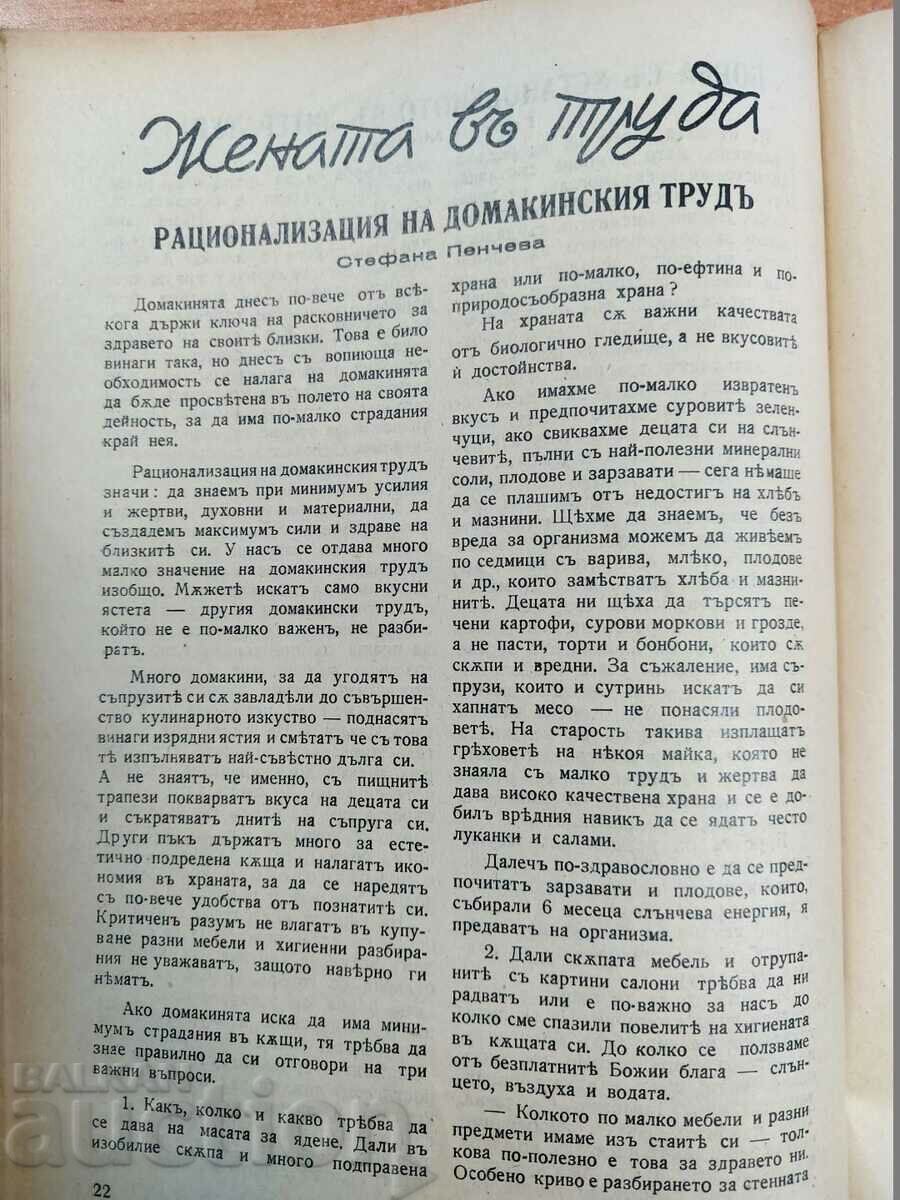 Жената въ труда
РАЦИОНАЛИЗАЦИЯ НА ДОМАКИНСКИЯ ТРУДЪ
Стефана Пенчева
Домакинята днесъ по-вече отъ всѣ-
кога държи ключа на расковничето за
здравето на своитѣ близки. Това е било
винаги така, но днесъ съ вопиюща не-
обходимость се налага на домакинята
да бѫде просвѣтена въ полето на своята
дейность, за да има по-малко страдания
край нея.
Рационализация на домакинския трудъ
значи: да знаемъ при минимумъ усилия
и жертви, духовни и материални, да
създадемъ максимумъ сили и здраве на
близкитѣ си. У насъ се отдава много
малко значение на домакинския трудъ
изобщо. Мѫжетѣ искатъ само вкусни
ястета — другия домакински трудъ,
който не е по-малко важенъ, не разби-
ратъ.
Много домакини, за да угодятъ на
съпрузитѣ си сѫ завладѣли до съвършен-
ство кулинарното изкуство — поднасятъ
винаги изрядни ястия и смѣтатъ че съ това
тѣ изпълняватъ най-съвѣстно дълга си.
А не знаятъ, че именно, съ пищнитѣ
трапези покварватъ вкуса на децата си
и съкратяватъ днитѣ на съпруга си.
Други пъкъ държатъ много за есте-
тично подредена кѫща и налагатъ ико-
номия въ храната, за да се наредятъ
съ по-вече удобства отъ познатитѣ си.
Критиченъ разумъ не влагатъ въ купу-
ване разни мебели и хигиенни разбира-
ния не уважаватъ, защото навѣрно ги
нѣматъ.
Ако домакинята иска да има мини-
мумъ страдания въ кѫщи, тя трѣбва да
знае правилно да си отговори на три
важни въпроси.
1. Какъ, колко и какво трѣбва да
се дава на масата за ядене. Дали въ
изобилие скѫпа и много подправена
22
храна или по-малко, по-ефтина и по-
природосъобразна храна?
На храната сѫ важни качествата
отъ биологично гледище, а не вкусовитѣ
ѝ достойнства.
Ако имахме по-малко извратенъ
вкусъ и предпочитахме суровитѣ зелен-
чуци, ако свиквахме децата си на слън-
чевитѣ, пълни съ най-полезни минерални
соли, плодове и зарзавати — сега нѣмаше
да се плашимъ отъ недостигъ на хлѣбъ
и мазнини. Щѣхме да знаемъ, че безъ
вреда за организма можемъ да живѣемъ
по седмици съ варива, млѣко, плодове
и др., които замѣстватъ хлѣба и мазни-
нитѣ. Децата ни щѣха да търсятъ пе-
чени картофи, сурови моркови и грозде,
а не пасти, торти и бонбони, които сѫ
скѫпи и вредни. За съжаление, има съ-
прузи, които и сутринь искатъ да си
хапнатъ месо — не понасяли плодо-
ветѣ. На старость такива изплащатъ
грѣховетѣ на нѣкоя майка, която не
знаяла съ малко трудъ и жертва да
дава високо качествена храна и се е до-
билъ врѣдния навикъ да се ядатъ често
луканки и салами.
Далечъ по-здравословно е да се пред-
почитатъ зарзавати и плодове, които,
събирали 6 месеца слънчева енергия, я
предаватъ на организма.
2. Дали скѫпата мебель и отрупа-
нитѣ съ картини салони трѣбва да ни
радватъ или е по-важно за насъ до
колко сме спазили повелитѣ на хигиената
въ кѫщата си. До колко се ползваме
отъ безплатнитѣ Божии блага — слън-
цето, въздуха и водата.
— Колкото по малко мебели и разни
предмети имаме изъ стаитѣ си — тол-
кова по-полезно е това за здравето ни.
Особено криво е разбирането за стенната
BALKAN
auction